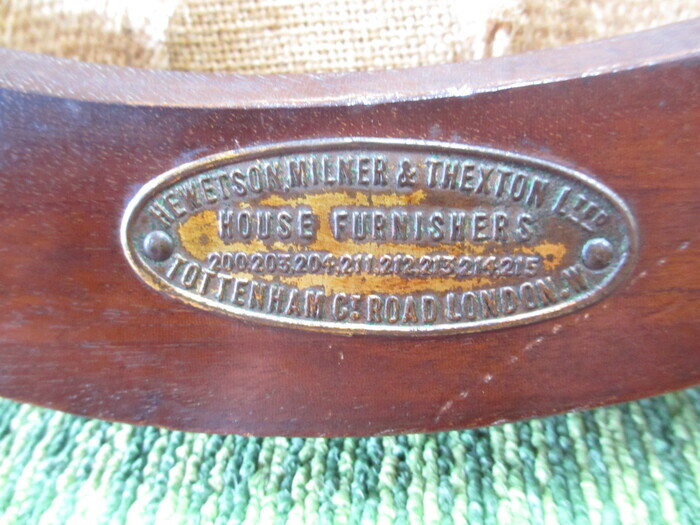 HEWETSON, MILNER & THEXTON LTD
HOUSE FURNISHERS
200,203,204,211,212,213,214,215
TOTTENHAM CT. ROAD LONDON-W